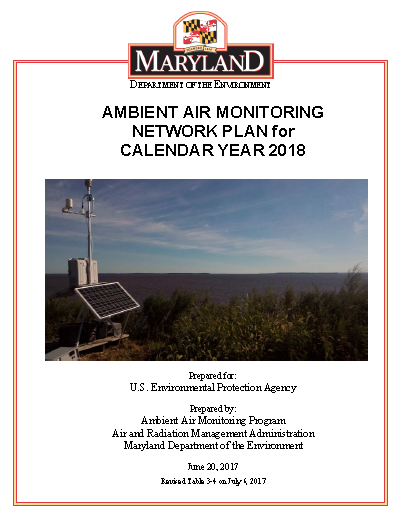 MARYLAND
DEPARTMENT OF THE ENVIRONMENT
AMBIENT AIR MONITORING
NETWORK PLAN for
CALENDAR YEAR 2018
Prepared for:
U.S. Environmental Protection Agency
Prepared by:
Ambient Air Monitoring Program
Air and Radiation Management Administration
Maryland Department of the Environment
June 20, 2017
Revised Table 3-4 on July 6, 2017